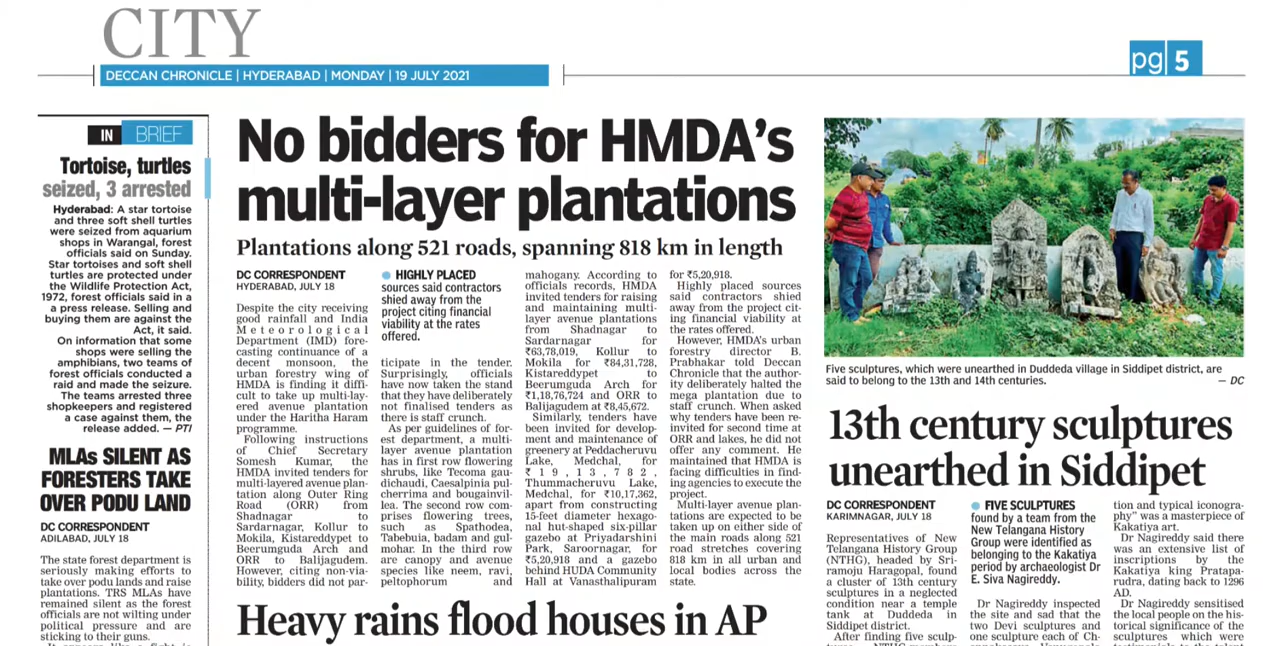 CITY
DECCAN CHRONICLE | HYDERABAD | MONDAY | 19 JULY 2021
pg 5
IN BRIEF
Tortoise, turtles
seized, 3 arrested
Hyderabad: A star tortoise
and three soft shell turtles
were seized from aquarium
shops in Warangal, forest
officials said on Sunday.
Star tortoises and soft shell
turtles are protected under
the Wildlife Protection Act,
1972, forest officials said in a
a press release. Selling and
buying them are against the
Act, it said.
On information that some
shops were selling the
amphibians, two teams of
forest officials conducted a
raid and made the seizure.
The teams arrested three
shopkeepers and registered
a case against them, the
release added. — PTI
MLAs SILENT AS
FORESTERS TAKE
OVER PODU LAND
DC CORRESPONDENT
ADILABAD, JULY 18
The state forest department is
seriously making efforts to
take over podu lands and raise
plantations. TRS MLAs have
remained silent as the forest
officials are not wilting under
political pressure and are
sticking to their guns.
No bidders for HMDA's
multi-layer plantations
Plantations along 521 roads, spanning 818 km in length
DC CORRESPONDENT
HYDERABAD, JULY 18
Despite the city receiving
good rainfall and India
Meteorological
Department (IMD) fore-
casting continuance of a
decent monsoon, the
urban forestry wing of
HMDA is finding it diffi-
cult to take up multi-lay-
ered avenue plantation
under the Haritha Haram
programme.
Following instructions
of Chief Secretary
Somesh Kumar, the
HMDA invited tenders for
multi-layered avenue plan-
tation along Outer Ring
Road (ORR) from
Shadnagar to
Sardarnagar, Kollur to
Mokila, Kistareddypet to
Beerumguda Arch and
ORR to Balijagudem.
However, citing non-via-
bility, bidders did not par-
● HIGHLY PLACED
sources said contractors
shied away from the
project citing financial
viability at the rates
offered.
ticipate in the tender.
Surprisingly, officials
have now taken the stand
that they have deliberately
not finalised tenders as
there is staff crunch.
As per guidelines of for-
est department, a multi-
layer avenue plantation
has in first row flowering
shrubs, like Tecoma gau-
dichaudi, Caesalpinia pul-
cherrima and bougainvil-
lea. The second row com-
prises flowering trees,
such as Spathodea,
Tabebuia, badam and gul-
mohar. In the third row
are canopy and avenue
species like neem, ravi,
peltophorum and
mahogany. According to
officials records, HMDA
invited tenders for raising
and maintaining multi-
layer avenue plantations
from Shadnagar to
Sardarnagar for
₹63,78,019, Kollur to
Mokila for ₹84,31,728,
Kistareddypet to
Beerumguda Arch for
₹1,18,76,724 and ORR to
Balijagudem at ₹8,45,672.
Similarly, tenders have
been invited for develop-
ment and maintenance of
greenery at Peddacheruvu
Lake, Medchal, for
₹19,13,782,
Thummacheruvu Lake,
Medchal, for ₹10,17,362,
apart from constructing
15-feet diameter hexago-
nal hut-shaped six-pillar
gazebo at Priyadarshini
Park, Saroornagar, for
₹5,20,918 and a gazebo
behind HUDA Community
Hall at Vanasthalipuram
for ₹5,20,918.
Highly placed sources
said contractors shied
away from the project cit-
ing financial viability at
the rates offered.
However, HMDA's urban
forestry director B.
Prabhakar told Deccan
Chronicle that the author-
ity deliberately halted the
mega plantation due to
staff crunch. When asked
why tenders have been re-
invited for second time at
ORR and lakes, he did not
offer any comment. He
maintained that HMDA is
facing difficulties in find-
ing agencies to execute the
project.
Multi-layer avenue plan-
tations are expected to be
taken up on either side of
the main roads along 521
road stretches covering
818 km in all urban and
local bodies across the
state.
Heavy rains flood houses in AP
Five sculptures, which were unearthed in Duddeda village in Siddipet district, are
said to belong to the 13th and 14th centuries. — DC
13th century sculptures
unearthed in Siddipet
DC CORRESPONDENT
KARIMNAGAR, JULY 18
Representatives of New
Telangana History Group
(NTHG), headed by Sri-
ramoju Haragopal, found
a cluster of 13th century
sculptures in a neglected
condition near a temple
tank at Duddeda in
Siddipet district.
After finding five sculp-
● FIVE SCULPTURES
found by a team from the
New Telangana History
Group were identified as
belonging to the Kakatiya
period by archaeologist Dr
E. Siva Nagireddy.
Dr Nagireddy inspected
the site and sad that the
two Devi sculptures and
one sculpture each of Ch-
tion and typical iconogra-
phy" was a masterpiece of
Kakatiya art.
Dr Nagireddy said there
was an extensive list of
inscriptions by the
Kakatiya king Pratapa-
rudra, dating back to 1296
AD.
Dr Nagireddy sensitised
the local people on the his-
torical significance of the
sculptures which were